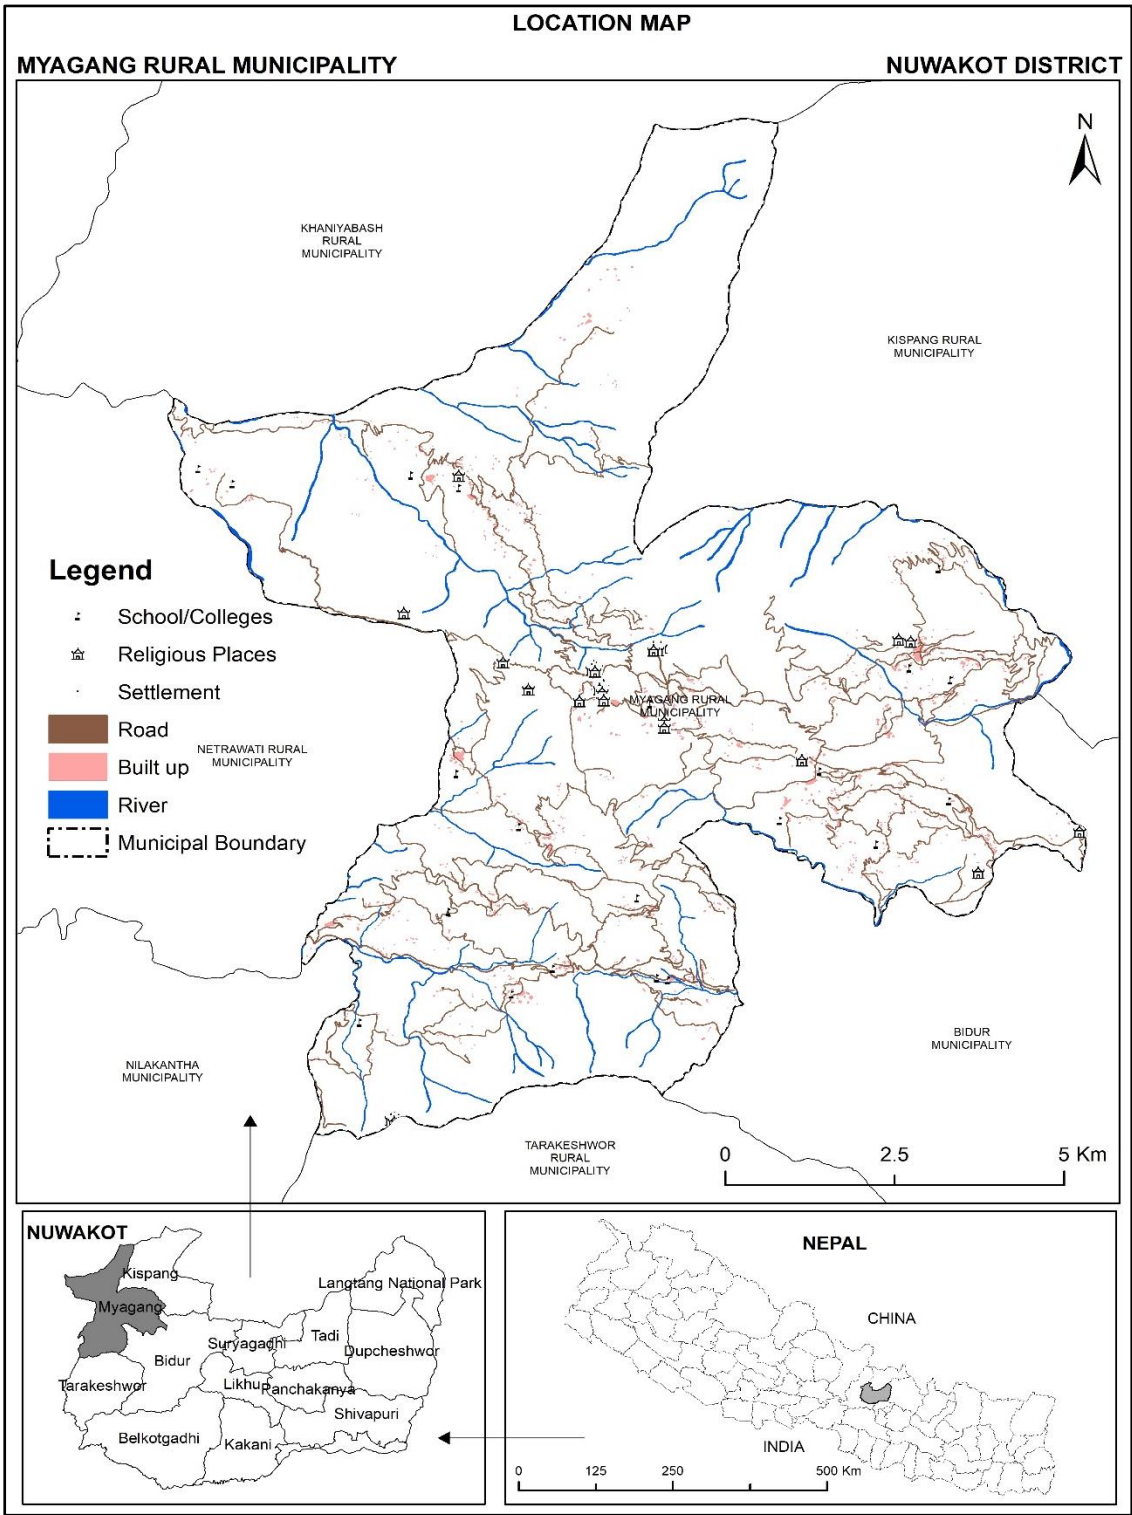 LOCATION MAP
MYAGANG RURAL MUNICIPALITY
NUWAKOT DISTRICT
N
KHANIYABASH
RURAL
MUNICIPALITY
KISPANG RURAL
MUNICIPALITY
Legend
School/Colleges
Religious Places
Settlement
Road
Built up
River
Municipal Boundary
NETRAWATI RURAL
MUNICIPALITY
MYAGANG RURAL
MUNICIPALITY
BIDUR
MUNICIPALITY
NILAKANTHA
MUNICIPALITY
TARAKESHWOR
RURAL
MUNICIPALITY
0 2.5 5 Km
NUWAKOT
Kispang
Langtang National Park
Myagang
Suryagadhi
Tadi
Dupcheshwor
Bidur
Tarakeshwor
Likhu
Panchakanya
Shivapuri
Belkotgadhi
Kakani
NEPAL
CHINA
INDIA
0 125 250 500 Km